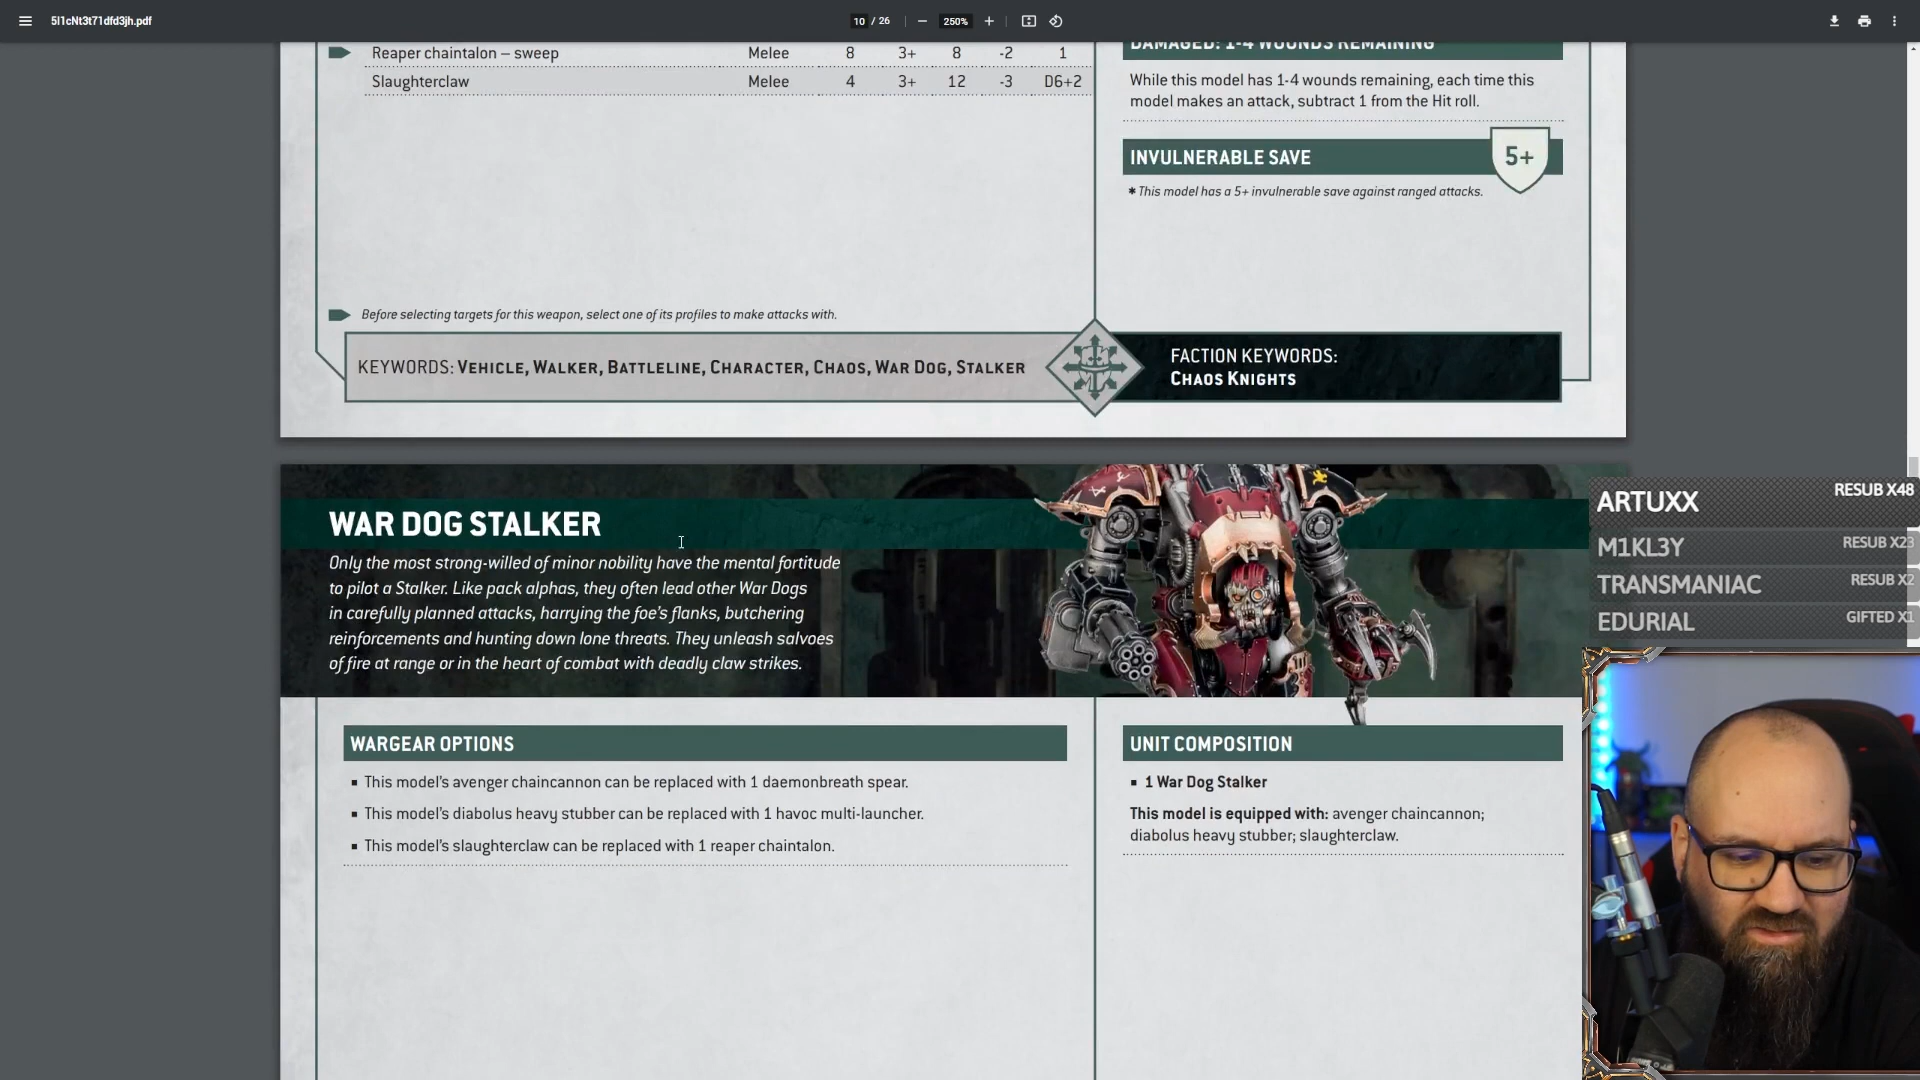 5l1cNt3t71dfd3jh.pdf
10 / 26
250%
Reaper chaintalon – sweep Melee 8 3+ 8 -2 1
Slaughterclaw Melee 4 3+ 12 -3 D6+2
DAMAGED: 1-4 WOUNDS REMAINING
While this model has 1-4 wounds remaining, each time this
model makes an attack, subtract 1 from the Hit roll.
INVULNERABLE SAVE 5+
* This model has a 5+ invulnerable save against ranged attacks.
Before selecting targets for this weapon, select one of its profiles to make attacks with.
KEYWORDS: VEHICLE, WALKER, BATTLELINE, CHARACTER, CHAOS, WAR DOG, STALKER
FACTION KEYWORDS:
CHAOS KNIGHTS
WAR DOG STALKER
Only the most strong-willed of minor nobility have the mental fortitude
to pilot a Stalker. Like pack alphas, they often lead other War Dogs
in carefully planned attacks, harrying the foe's flanks, butchering
reinforcements and hunting down lone threats. They unleash salvoes
of fire at range or in the heart of combat with deadly claw strikes.
WARGEAR OPTIONS
▪ This model's avenger chaincannon can be replaced with 1 daemonbreath spear.
▪ This model's diabolus heavy stubber can be replaced with 1 havoc multi-launcher.
▪ This model's slaughterclaw can be replaced with 1 reaper chaintalon.
UNIT COMPOSITION
▪ 1 War Dog Stalker
This model is equipped with: avenger chaincannon;
diabolus heavy stubber; slaughterclaw.
ARTUXX RESUB X48
M1KL3Y RESUB X23
TRANSMANIAC RESUB X2
EDURIAL GIFTED X1